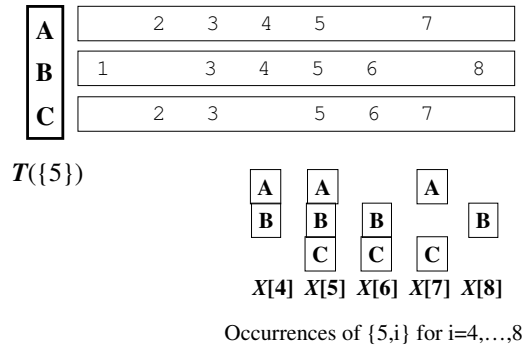 A 2 3 4 5 7
B 1 3 4 5 6 8
C 2 3 5 6 7
T({5})
A A A
B B B B
C C C
X[4] X[5] X[6] X[7] X[8]
Occurrences of {5,i} for i=4,...,8